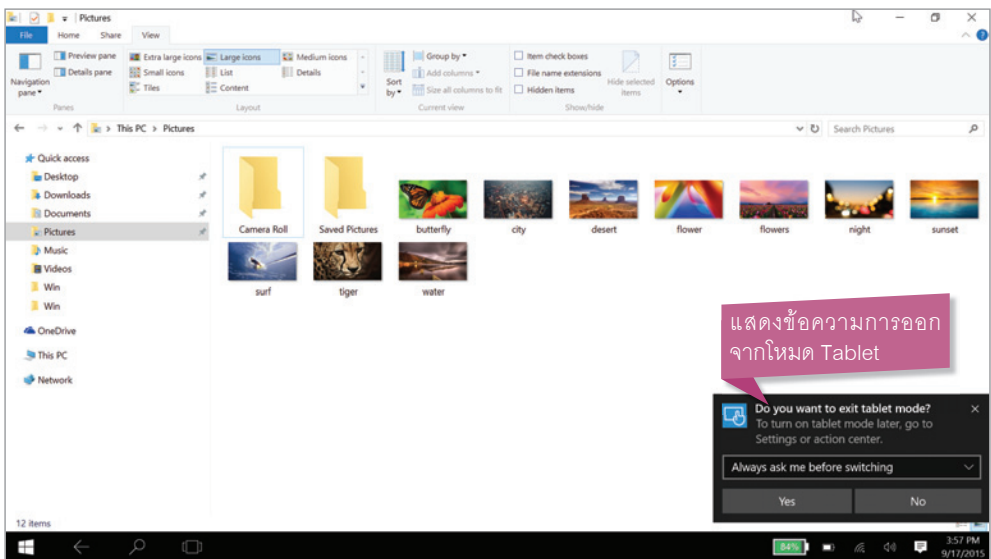 Pictures
File Home Share View
Navigation pane
Preview pane
Details pane
Panes
Extra large icons Large icons Medium icons
Small icons List Details
Tiles Content
Layout
Sort by
Group by
Add columns
Size all columns to fit
Current view
Item check boxes
File name extensions
Hidden items
Hide selected items
Show/hide
Options
This PC > Pictures
Search Pictures
Quick access
Desktop
Downloads
Documents
Pictures
Music
Videos
Win
Win
OneDrive
This PC
Network
Camera Roll Saved Pictures butterfly city desert flower flowers night sunset
surf tiger water
แสดงข้อความการออก
จากโหมด Tablet
Do you want to exit tablet mode?
To turn on tablet mode later, go to
Settings or action center.
Always ask me before switching
Yes No
12 items
84%
3:57 PM
9/17/2015